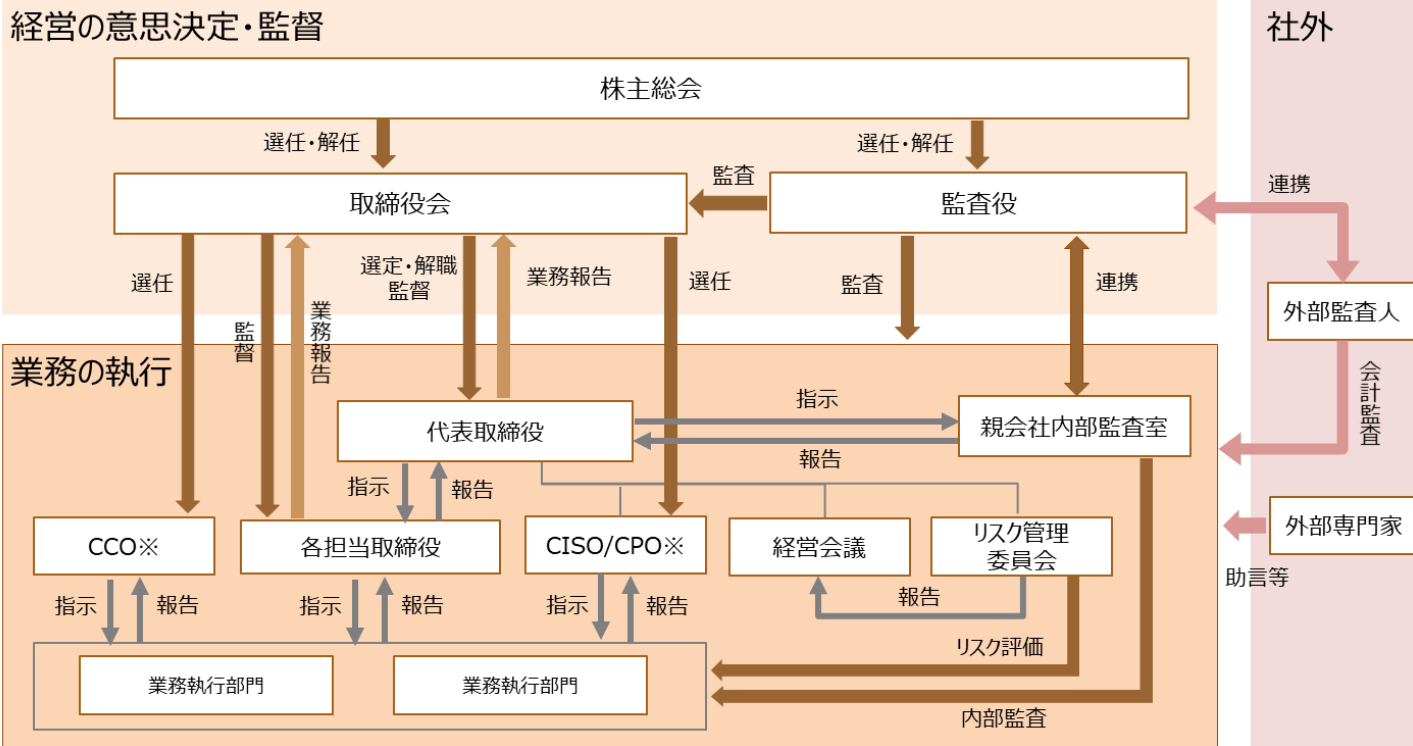 経営の意思決定・監督
社外
株主総会
選任・解任
選任・解任
取締役会
監査
監査役
連携
選任
監督
業務報告
選定・解職
監督
業務報告
選任
監査
連携
外部監査人
会計監査
業務の執行
代表取締役
指示
報告
親会社内部監査室
指示
報告
CCO※
各担当取締役
CISO/CPO※
経営会議
リスク管理
委員会
外部専門家
助言等
指示
報告
指示
報告
指示
報告
報告
リスク評価
業務執行部門
業務執行部門
内部監査